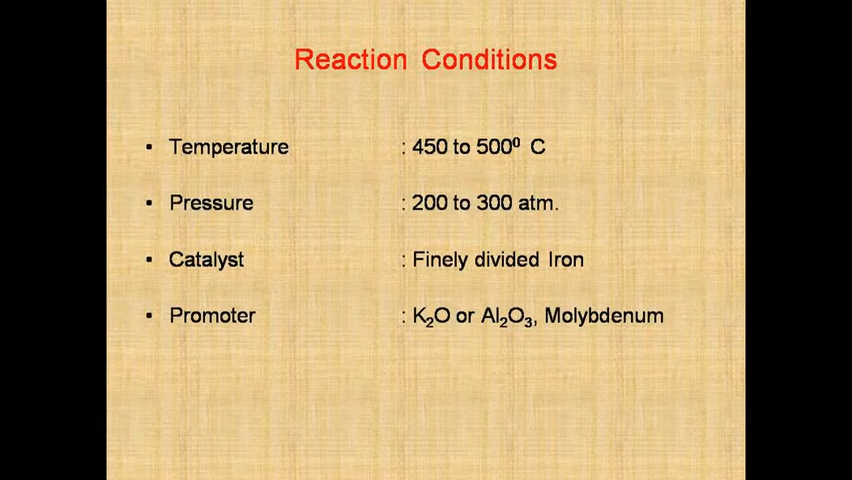 Reaction Conditions
• Temperature : 450 to 500⁰ C
• Pressure : 200 to 300 atm.
• Catalyst : Finely divided Iron
• Promoter : K₂O or Al₂O₃, Molybdenum